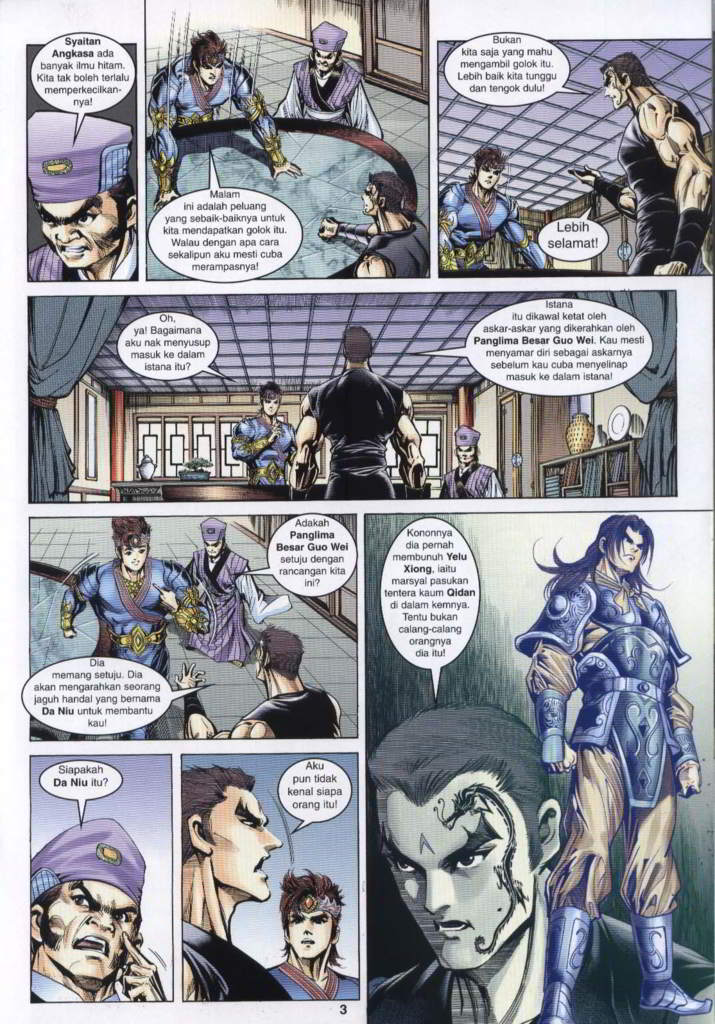 Syaitan
Angkasa ada
banyak ilmu hitam.
Kita tak boleh terlalu
memperkecilkan-
nya!
Malam
ini adalah peluang
yang sebaik-baiknya untuk
kita mendapatkan golok itu.
Walau dengan apa cara
sekalipun aku mesti cuba
merampasnya!
Bukan
kita saja yang mahu
mengambil golok itu.
Lebih baik kita tunggu
dan tengok dulu!
Lebih
selamat!
Oh,
ya! Bagaimana
aku nak menyusup
masuk ke dalam
istana itu?
Istana
itu dikawal ketat oleh
askar-askar yang dikerahkan oleh
Panglima Besar Guo Wei. Kau mesti
menyamar diri sebagai askarnya
sebelum kau cuba menyelinap
masuk ke dalam istana!
Adakah
Panglima
Besar Guo Wei
setuju dengan
rancangan kita
ini?
Dia
memang setuju. Dia
akan mengarahkan seorang
jaguh handal yang bernama
Da Niu untuk membantu
kau!
Kononnya
dia pernah
membunuh Yelu
Xiong, iaitu
marsyal pasukan
tentera kaum Qidan
di dalam kemnya.
Tentu bukan
calang-calang
orangnya
dia itu!
Siapakah
Da Niu itu?
Aku
pun tidak
kenal siapa
orang itu!
3